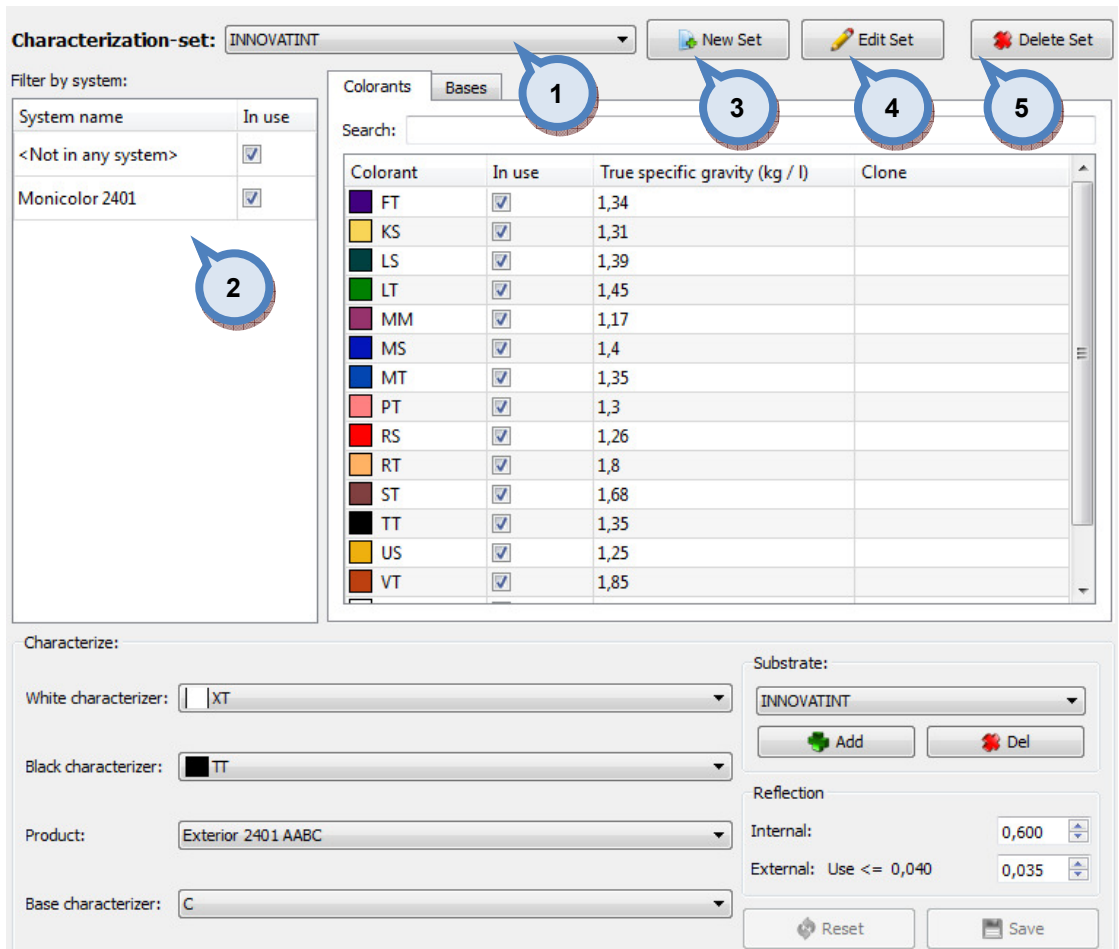 Characterization-set: INNOVATINT New Set Edit Set Delete Set
Filter by system:
System name In use
<Not in any system>
Monicolor 2401
Colorants Bases
1
2
3
4
5
Search:
Colorant In use True specific gravity (kg / l) Clone
FT 1,34
KS 1,31
LS 1,39
LT 1,45
MM 1,17
MS 1,4
MT 1,35
PT 1,3
RS 1,26
RT 1,8
ST 1,68
TT 1,35
US 1,25
VT 1,85
Characterize:
White characterizer: XT
Black characterizer: TT
Product: Exterior 2401 AABC
Base characterizer: C
Substrate:
INNOVATINT
Add Del
Reflection
Internal: 0,600
External: Use <= 0,040 0,035
Reset Save